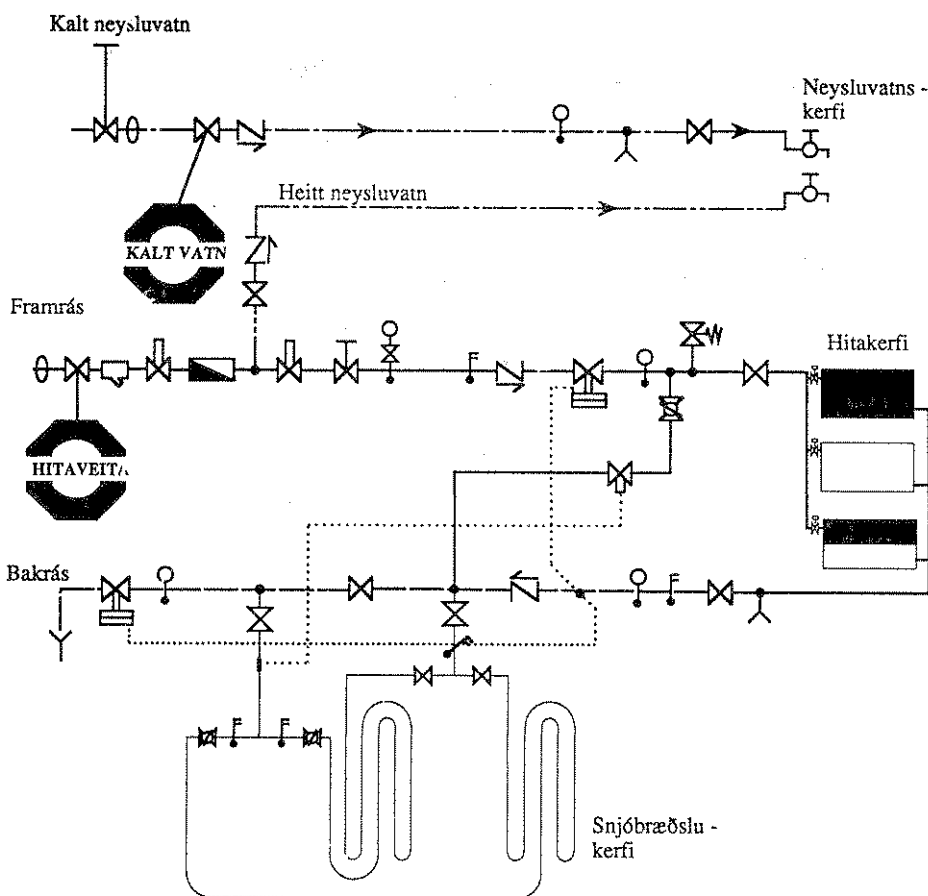 Kalt neysluvatn
Neysluvatns -
kerfi
Heitt neysluvatn
KALT VATN
Framrás
Hitakerfi
HITAVEITA
Bakrás
Snjóbræðslu -
kerfi